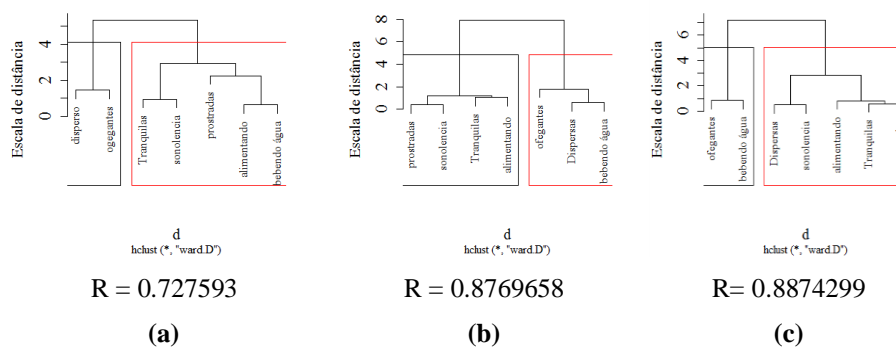 Escala de distância
0 2 4
disperso
ogegantes
Tranquilas
sonolencia
prostradas
alimentando
bebendo água
d
hclust (*, "ward.D")
R = 0.727593
(a)
Escala de distância
0 2 4 6 8
prostradas
sonolencia
Tranquilas
alimentando
ofegantes
Dispersas
bebendo água
d
hclust (*, "ward.D")
R = 0.8769658
(b)
Escala de distância
0 2 4 6
ofegantes
bebendo água
Dispersas
sonolencia
alimentando
Tranquilas
d
hclust (*, "ward.D")
R= 0.8874299
(c)